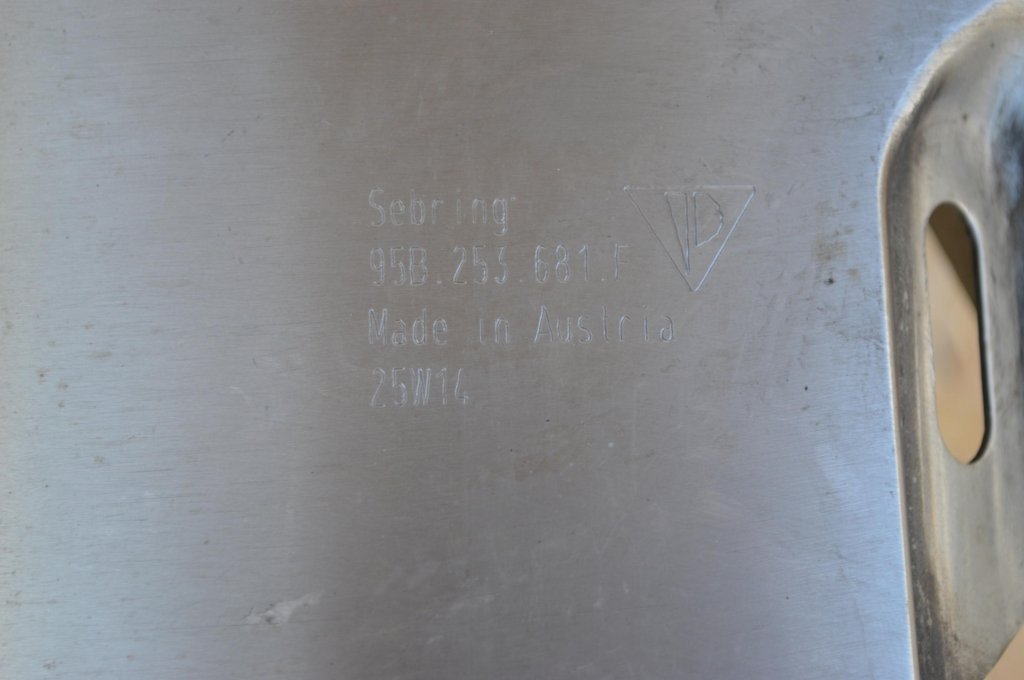 Sebring
95B.253.681.F
Made in Austria
25W14